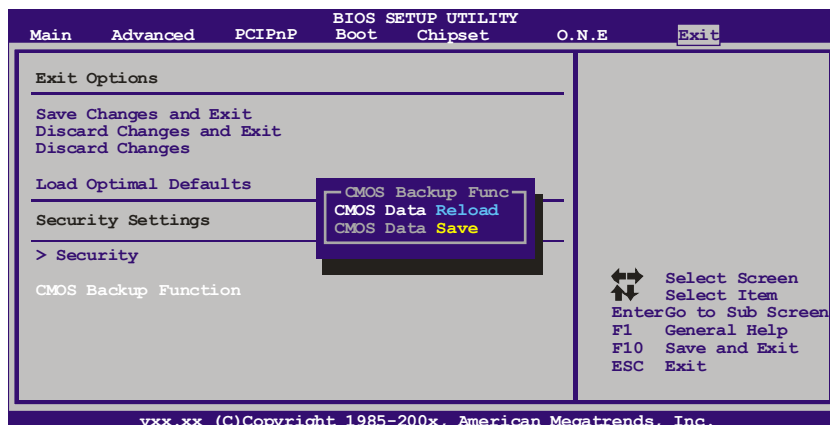 BIOS SETUP UTILITY
Main Advanced PCIPnP Boot Chipset O.N.E Exit
Exit Options
Save Changes and Exit
Discard Changes and Exit
Discard Changes
Load Optimal Defaults
Security Settings
> Security
CMOS Backup Function
CMOS Backup Func
CMOS Data Reload
CMOS Data Save
Select Screen
Select Item
EnterGo to Sub Screen
F1 General Help
F10 Save and Exit
ESC Exit
vxx.xx (C)Copyright 1985-200x, American Megatrends, Inc.